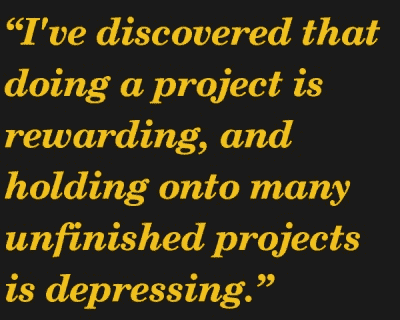 “I've discovered that
doing a project is
rewarding, and
holding onto many
unfinished projects
is depressing.”